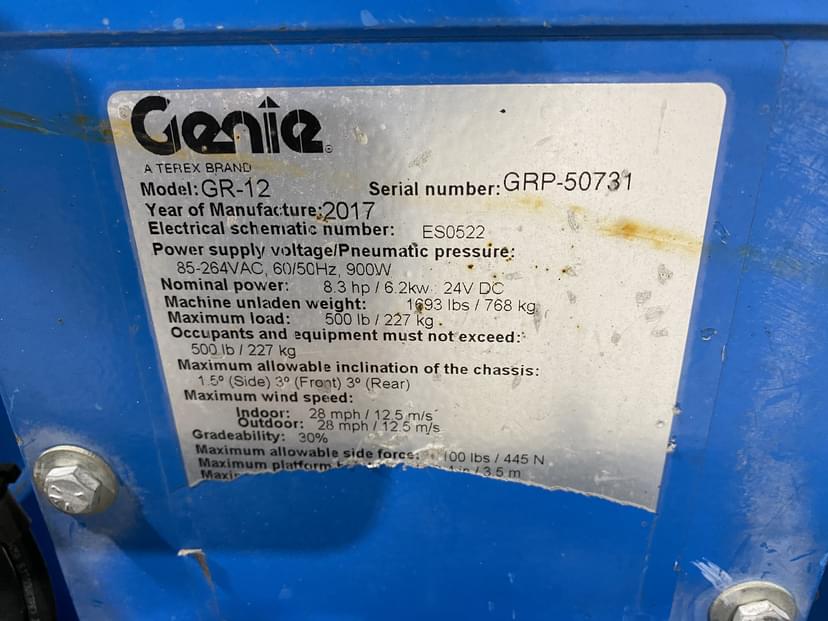 Genie®
A TEREX BRAND
Model: GR-12 Serial number: GRP-50731
Year of Manufacture: 2017
Electrical schematic number: ES0522
Power supply voltage/Pneumatic pressure:
85-264VAC, 60/50Hz, 900W
Nominal power: 8.3 hp / 6.2kw 24V DC
Machine unladen weight: 1693 lbs / 768 kg
Maximum load: 500 lb / 227 kg
Occupants and equipment must not exceed:
500 lb / 227 kg
Maximum allowable inclination of the chassis:
1.5º (Side) 3º (Front) 3º (Rear)
Maximum wind speed:
Indoor: 28 mph / 12.5 m/s
Outdoor: 28 mph / 12.5 m/s
Gradeability: 30%
Maximum allowable side force: 100 lbs / 445 N
Maximum platform in / 3.5 m